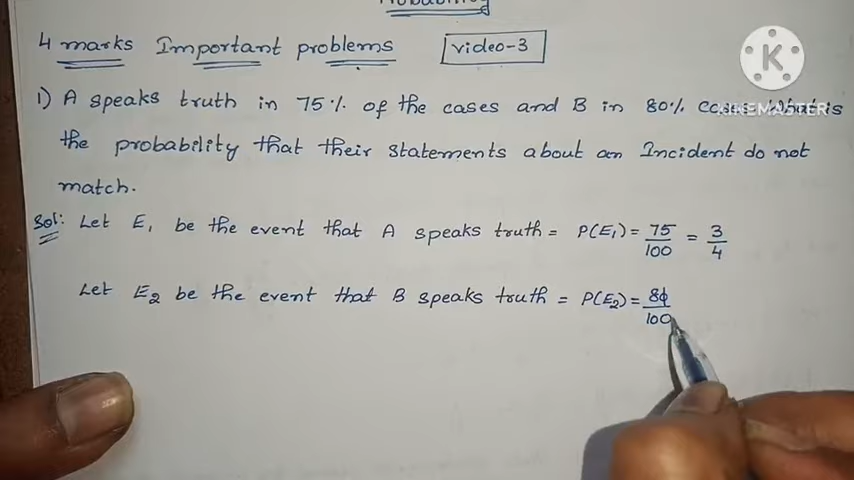 Probability
4 marks Important problems video-3
1) A speaks truth in 75% of the cases and B in 80% cases. What is
the probability that their statements about an Incident do not
match.
Sol: Let E₁ be the event that A speaks truth = P(E₁) = 75/100 = 3/4
Let E₂ be the event that B speaks truth = P(E₂) = 80/100
K
KINEMASTER